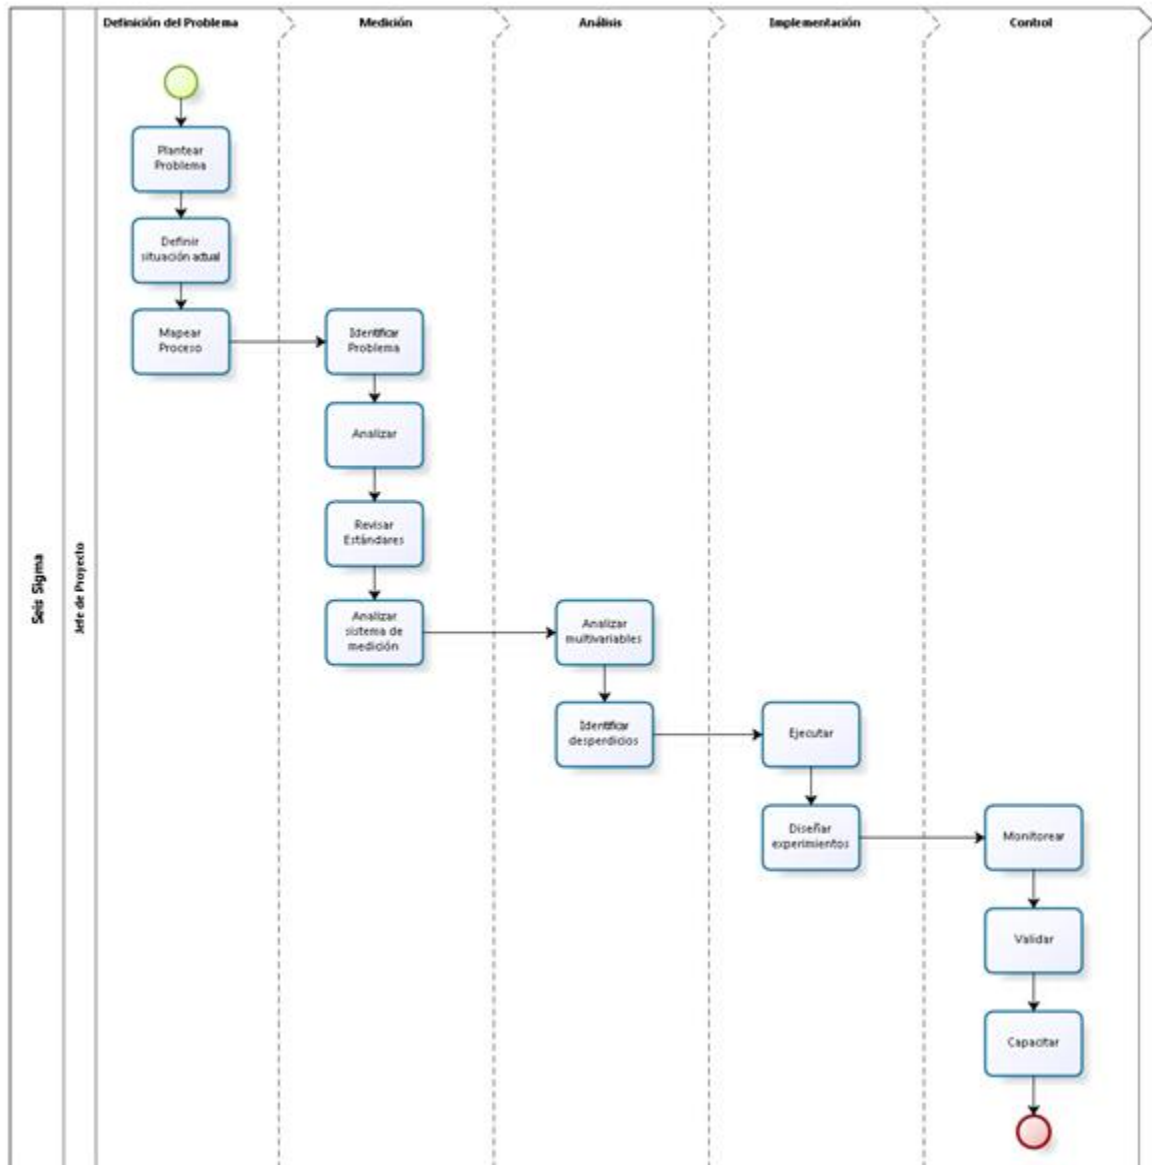 Definición del Problema
Medición
Análisis
Implementación
Control
Seis Sigma
Jefe de Proyecto
Plantear
Problema
Definir
situación actual
Mapear
Proceso
Identificar
Problema
Analizar
Revisar
Estándares
Analizar
sistema de
medición
Analizar
multivariables
Identificar
desperdicios
Ejecutar
Diseñar
experimientos
Monitorear
Validar
Capacitar